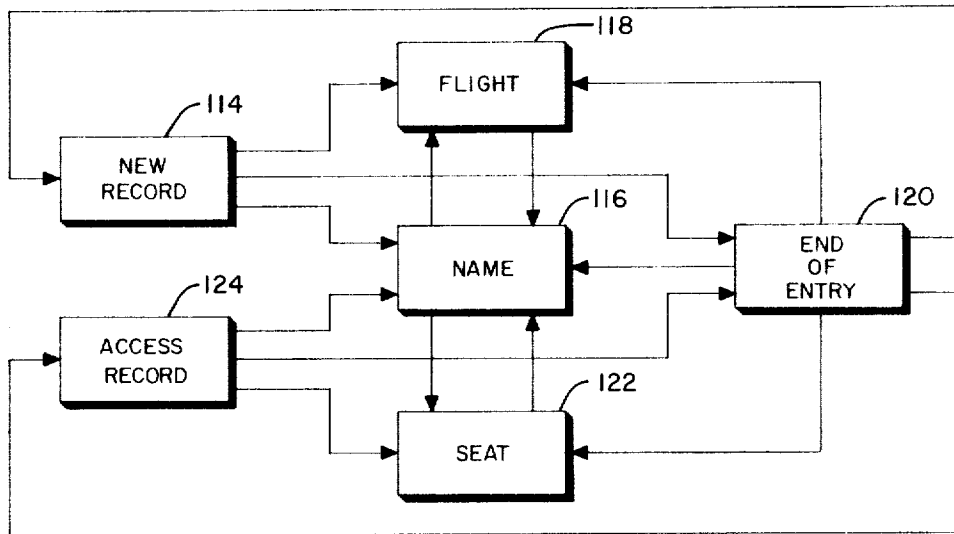 118
FLIGHT
114
NEW
RECORD
116
NAME
120
END
OF
ENTRY
124
ACCESS
RECORD
122
SEAT